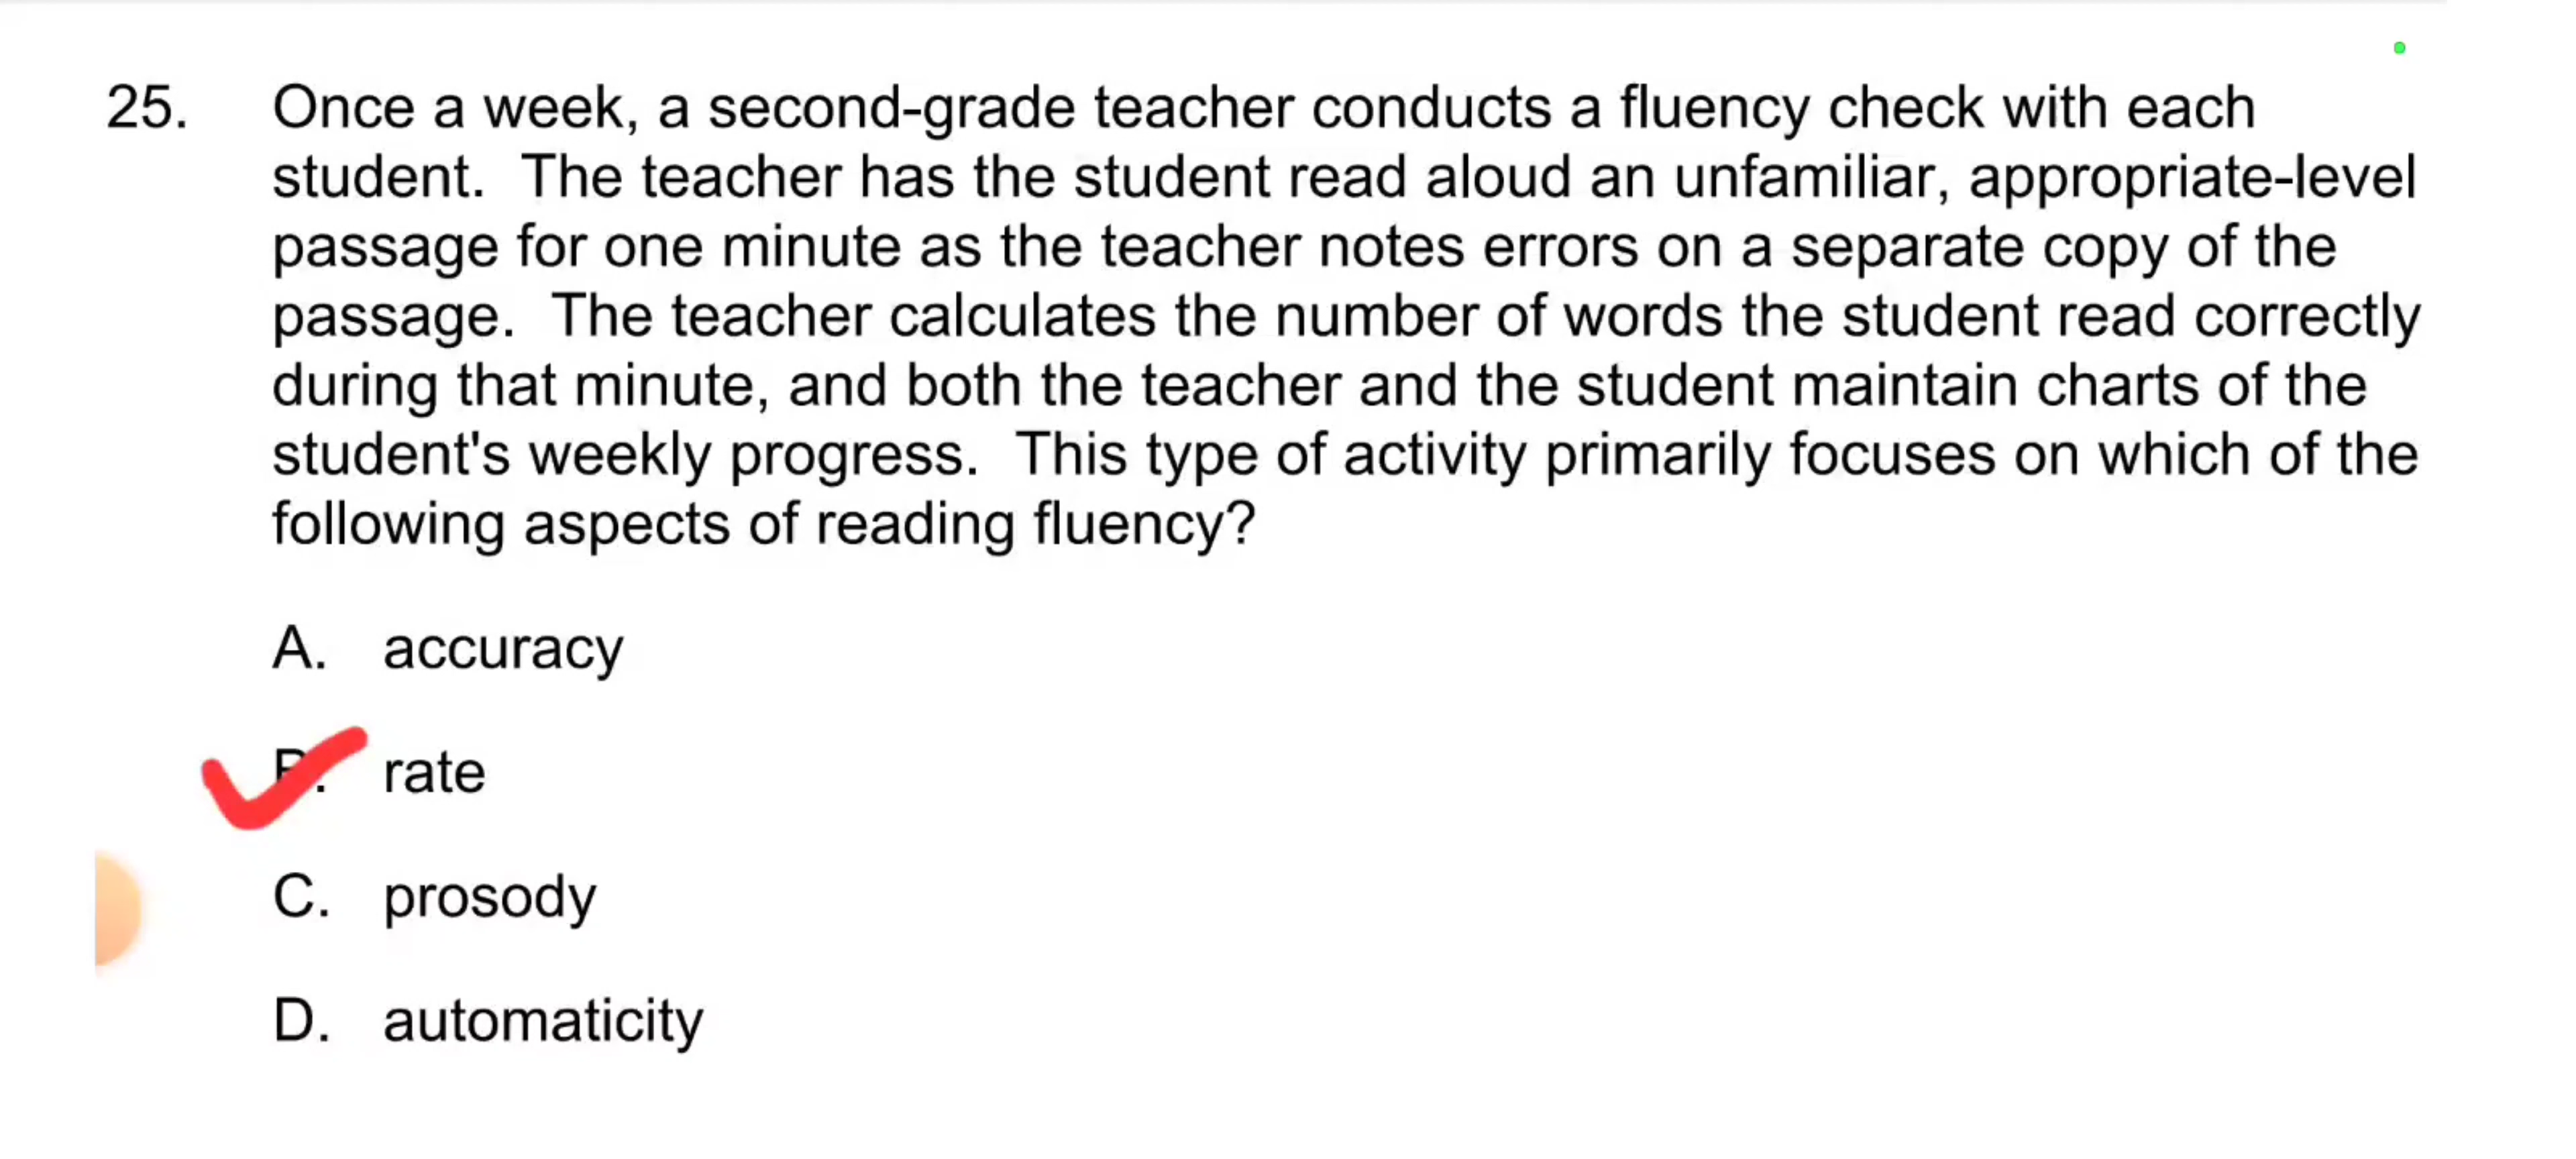 25. Once a week, a second-grade teacher conducts a fluency check with each
student. The teacher has the student read aloud an unfamiliar, appropriate-level
passage for one minute as the teacher notes errors on a separate copy of the
passage. The teacher calculates the number of words the student read correctly
during that minute, and both the teacher and the student maintain charts of the
student's weekly progress. This type of activity primarily focuses on which of the
following aspects of reading fluency?
A. accuracy
B. rate
C. prosody
D. automaticity